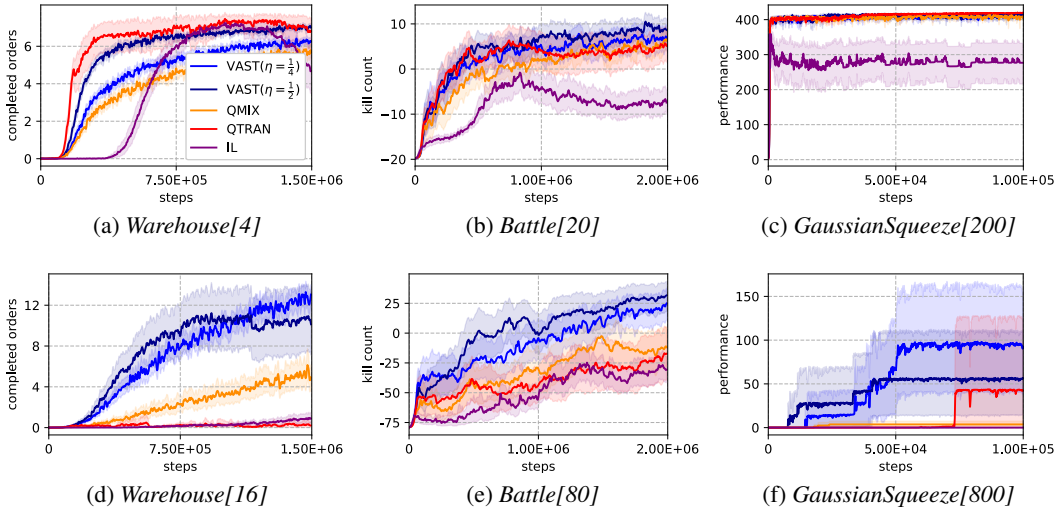 completed orders
6
4
2
0
VAST(η = 1/4)
VAST(η = 1/2)
QMIX
QTRAN
IL
0 7.50E+05 1.50E+06
steps
(a) Warehouse[4]
kill count
10
0
−10
−20
0 1.00E+06 2.00E+06
steps
(b) Battle[20]
performance
400
300
200
100
0
0 5.00E+04 1.00E+05
steps
(c) GaussianSqueeze[200]
completed orders
12
8
4
0
0 7.50E+05 1.50E+06
steps
(d) Warehouse[16]
kill count
25
0
−25
−50
−75
0 1.00E+06 2.00E+06
steps
(e) Battle[80]
performance
150
100
50
0
0 5.00E+04 1.00E+05
steps
(f) GaussianSqueeze[800]